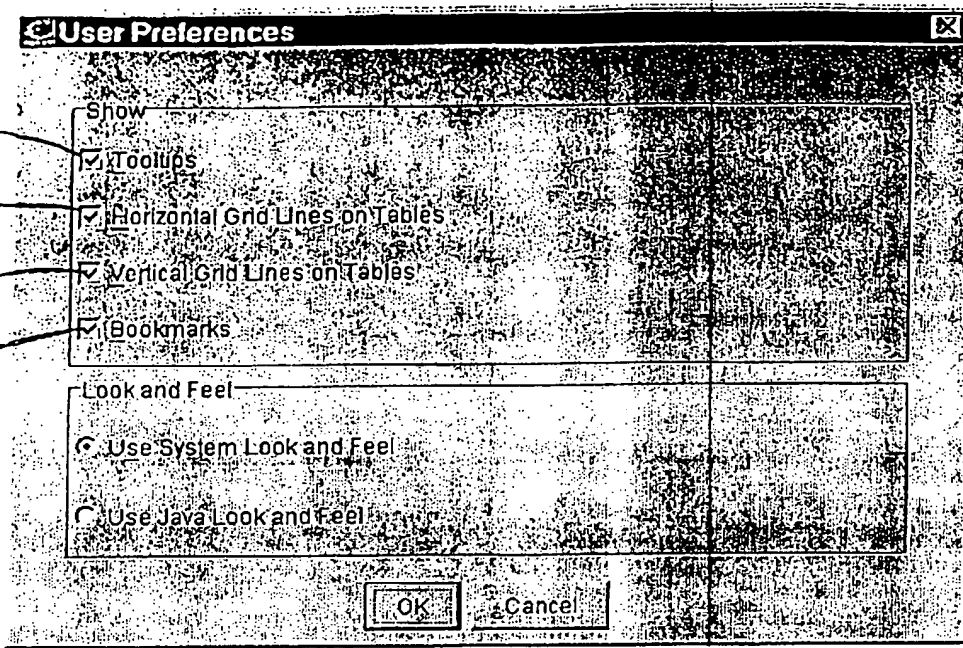 User Preferences
Show
Tooltips
Horizontal Grid Lines on Tables
Vertical Grid Lines on Tables
Bookmarks
Look and Feel
Use System Look and Feel
Use Java Look and Feel
OK
Cancel